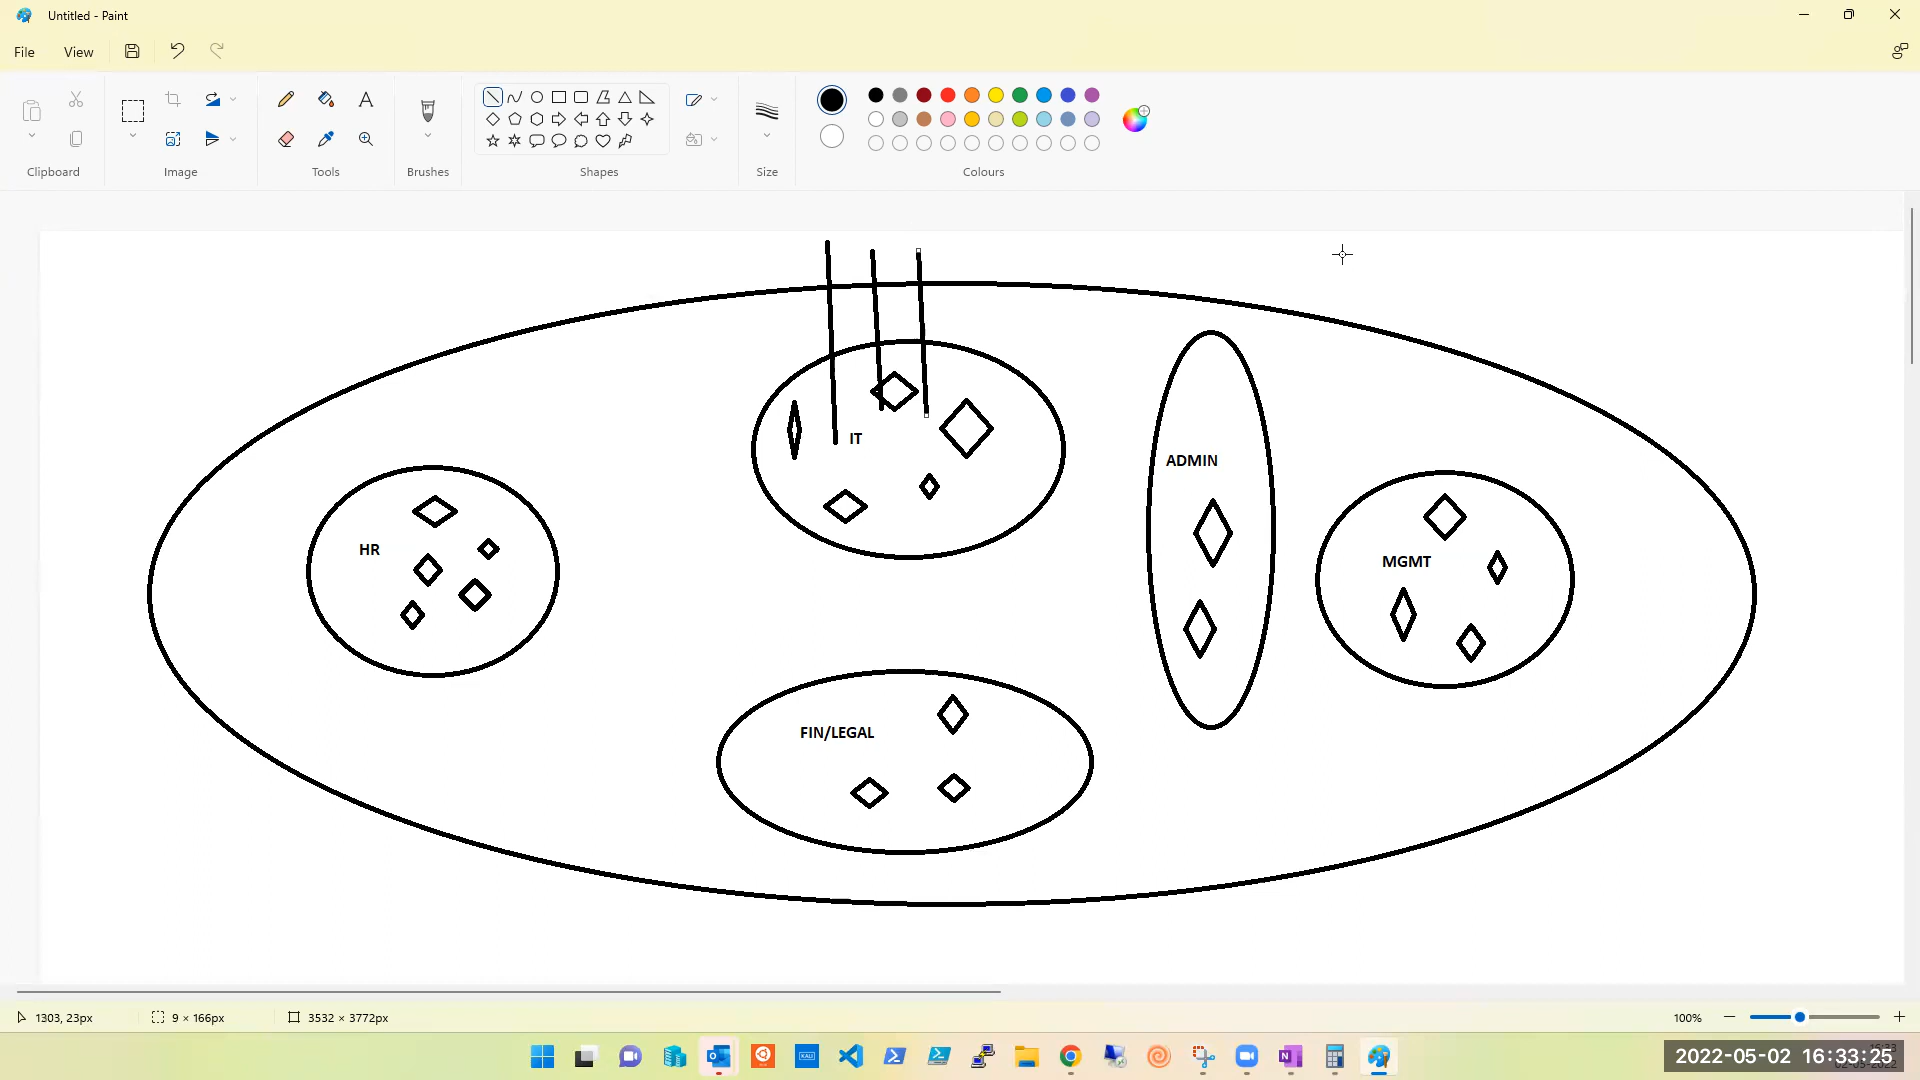 Untitled - Paint
File View
Clipboard Image Tools Brushes Shapes Size Colours
IT
ADMIN
HR
MGMT
FIN/LEGAL
1303, 23px 9 × 166px 3532 × 3772px 100%
KALI
2022-05-02 16:33:25